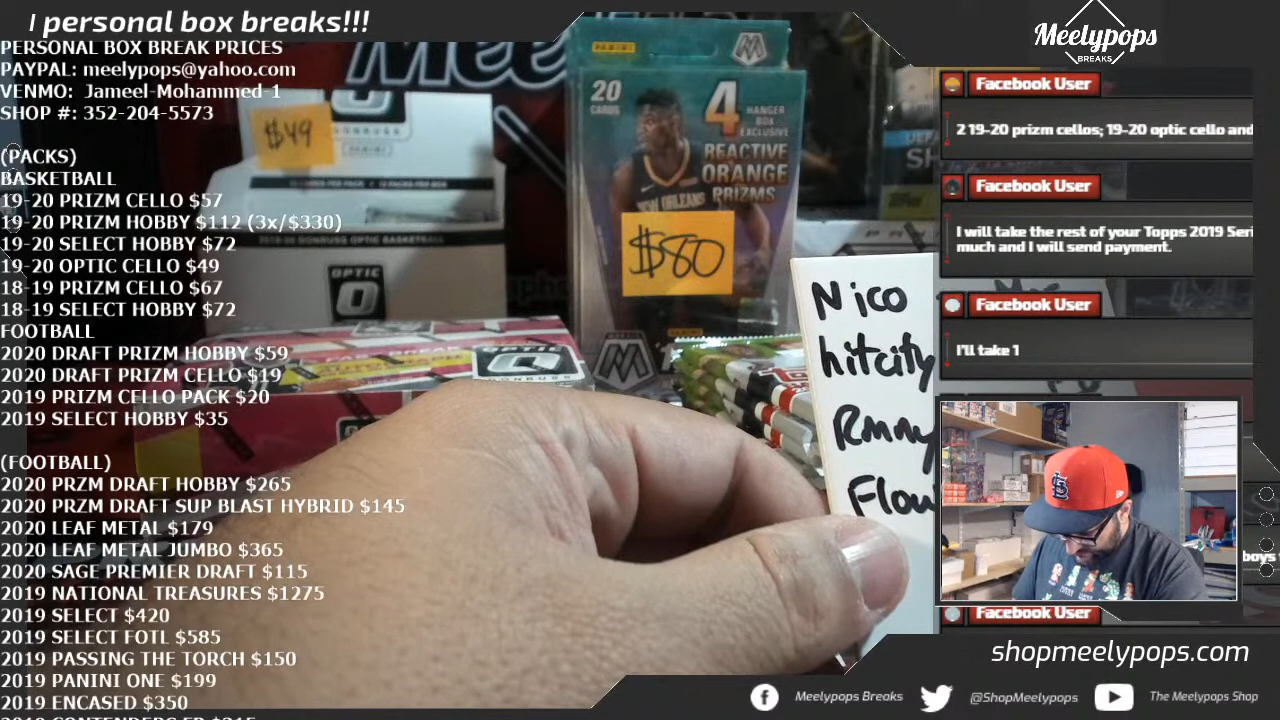 I personal box breaks!!!
PERSONAL BOX BREAK PRICES
PAYPAL: meelypops@yahoo.com
VENMO: Jameel-Mohammed-1
SHOP #: 352-204-5573
(PACKS)
BASKETBALL
19-20 PRIZM CELLO $57
19-20 PRIZM HOBBY $112 (3x/$330)
19-20 SELECT HOBBY $72
19-20 OPTIC CELLO $49
18-19 PRIZM CELLO $67
18-19 SELECT HOBBY $72
FOOTBALL
2020 DRAFT PRIZM HOBBY $59
2020 DRAFT PRIZM CELLO $19
2019 PRIZM CELLO PACK $20
2019 SELECT HOBBY $35
(FOOTBALL)
2020 PRZM DRAFT HOBBY $265
2020 PRZM DRAFT SUP BLAST HYBRID $145
2020 LEAF METAL $179
2020 LEAF METAL JUMBO $365
2020 SAGE PREMIER DRAFT $115
2019 NATIONAL TREASURES $1275
2019 SELECT $420
2019 SELECT FOTL $585
2019 PASSING THE TORCH $150
2019 PANINI ONE $199
2019 ENCASED $350
Mee
$49
OPTIC
PANINI
20
CARDS
4
HANGER
BOX
EXCLUSIVE
REACTIVE
ORANGE
PRIZMS
NEW ORLEANS
$80
Nico
hitcity
Flow
Meelypops
BREAKS
Facebook User
2 19-20 prizm cellos; 19-20 optic cello and
Facebook User
I will take the rest of your Topps 2019 Seri
much and I will send payment.
Facebook User
I'll take 1
boys
Facebook User
shopmeelypops.com
Meelypops Breaks
@ShopMeelypops
The Meelypops Shop